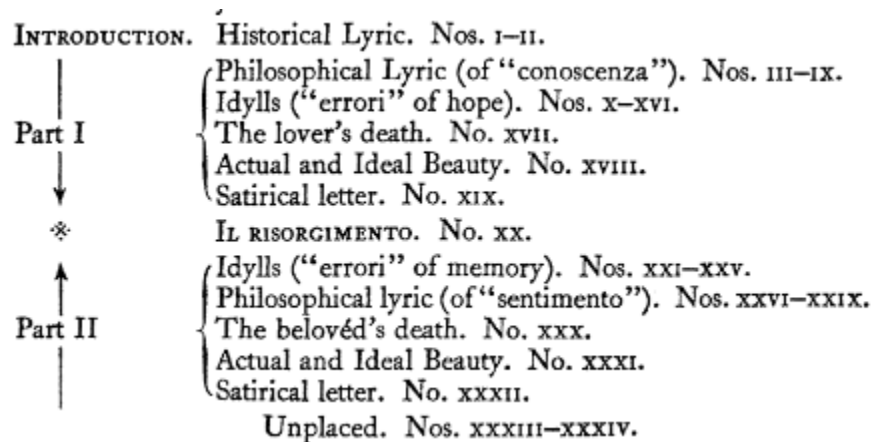 INTRODUCTION. Historical Lyric. Nos. I–II.
Philosophical Lyric (of "conoscenza"). Nos. III–IX.
Idylls ("errori" of hope). Nos. X–XVI.
Part I The lover's death. No. XVII.
Actual and Ideal Beauty. No. XVIII.
Satirical letter. No. XIX.
※ IL RISORGIMENTO. No. XX.
Idylls ("errori" of memory). Nos. XXI–XXV.
Philosophical lyric (of "sentimento"). Nos. XXVI–XXIX.
Part II The belovéd's death. No. XXX.
Actual and Ideal Beauty. No. XXXI.
Satirical letter. No. XXXII.
Unplaced. Nos. XXXIII–XXXIV.